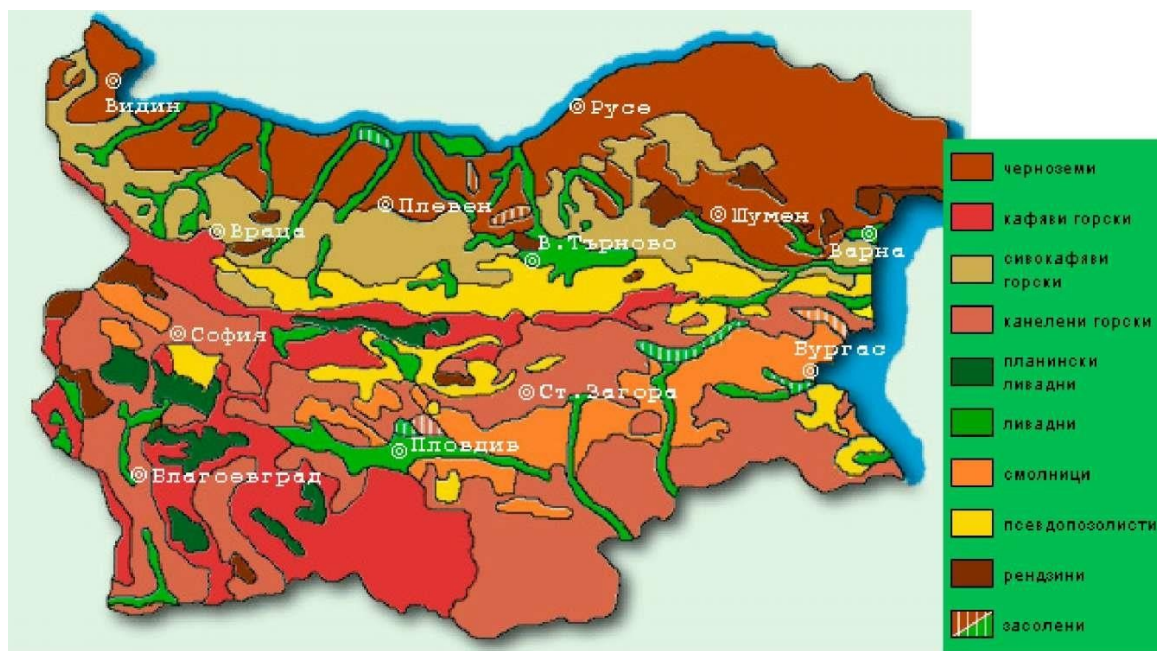 Видин
Русе
Плевен
Шумен
Враца
В.Търново
Варна
София
Бургас
Ст.Загора
Пловдив
Благоевград
черноземи
кафяви горски
сивокафяви
горски
канелени горски
планински
ливадни
ливадни
смолници
псевдопозолисти
рендзини
засолени